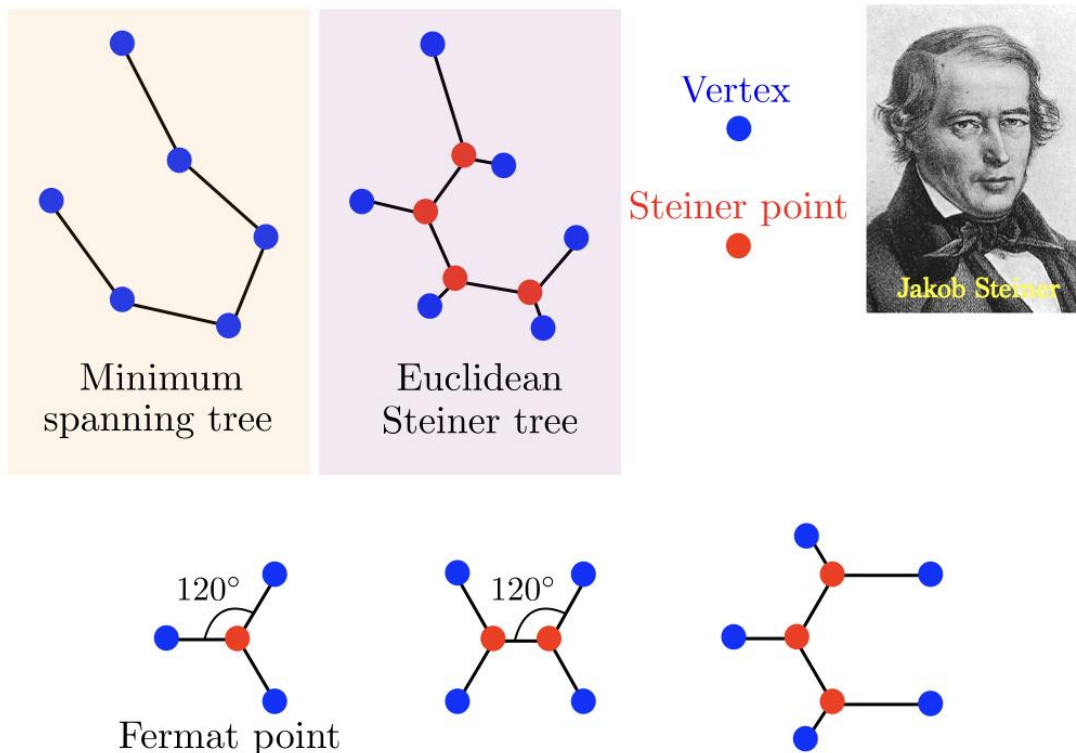 Vertex
Steiner point
Jakob Steiner
Minimum
spanning tree
Euclidean
Steiner tree
120°
120°
Fermat point